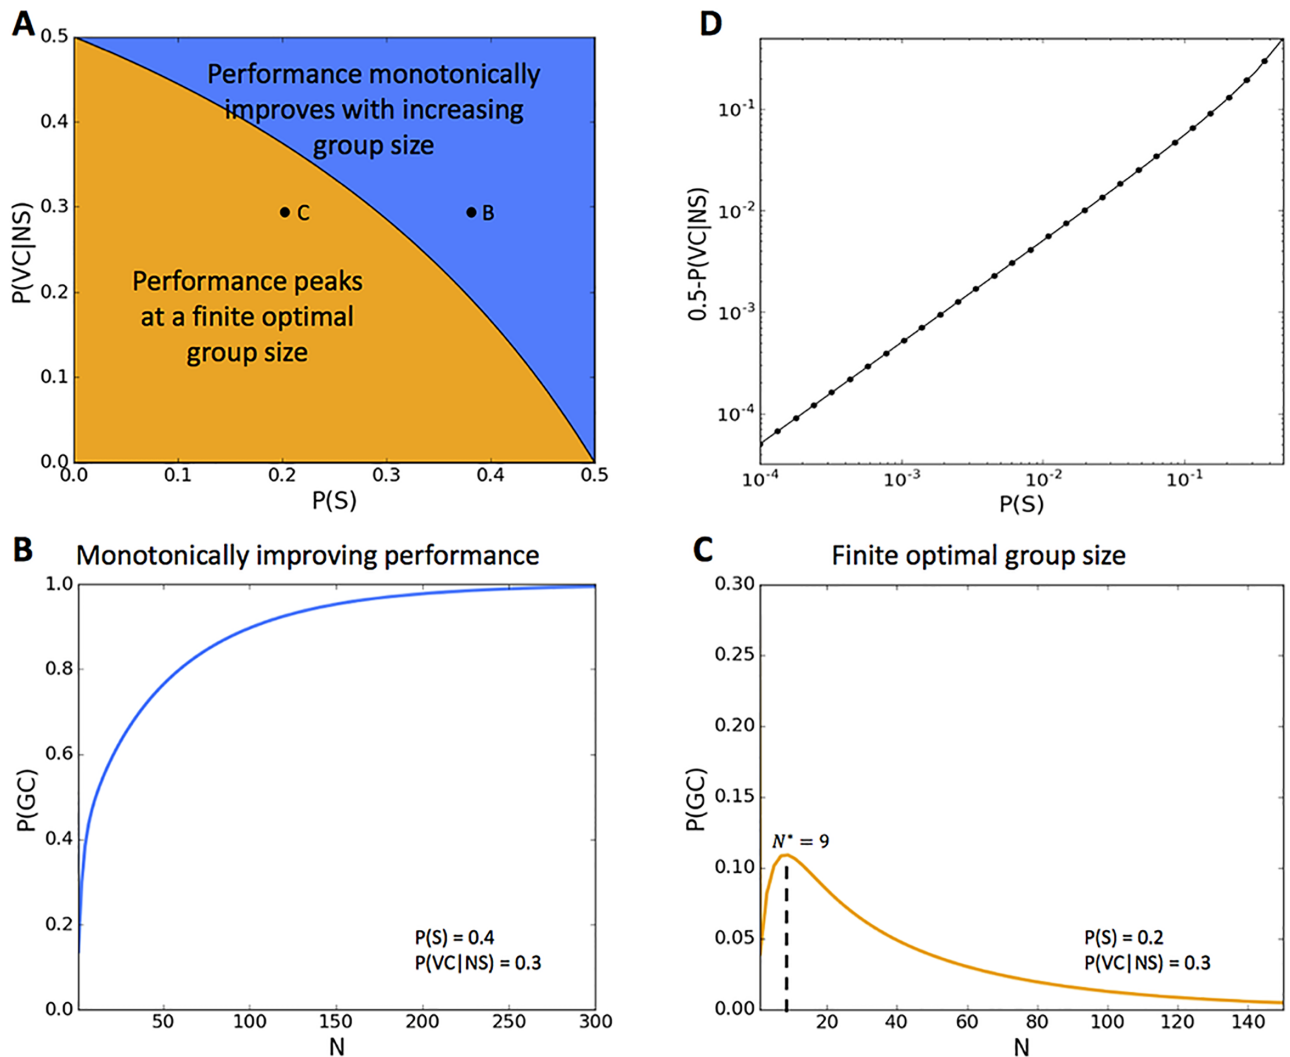 A
0.5
0.4
0.3
0.2
0.1
0.0
P(VC|NS)
Performance monotonically
improves with increasing
group size
C
B
Performance peaks
at a finite optimal
group size
0.0 0.1 0.2 0.3 0.4 0.5
P(S)
D
10⁻¹
10⁻²
10⁻³
10⁻⁴
0.5-P(VC|NS)
10⁻⁴ 10⁻³ 10⁻² 10⁻¹
P(S)
B
Monotonically improving performance
1.0
0.8
0.6
0.4
0.2
0.0
P(GC)
P(S) = 0.4
P(VC|NS) = 0.3
50 100 150 200 250 300
N
C
Finite optimal group size
0.30
0.25
0.20
0.15
0.10
0.05
0.00
P(GC)
N* = 9
P(S) = 0.2
P(VC|NS) = 0.3
20 40 60 80 100 120 140
N